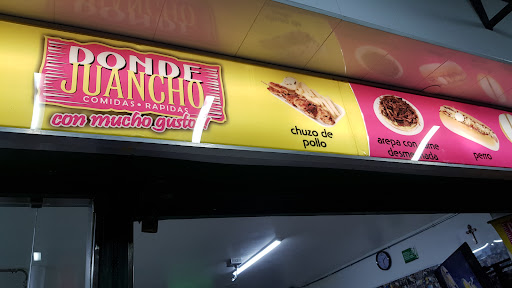 DONDE
JUANCHO
COMIDAS • RAPIDAS
con mucho gusto
chuzo de
pollo
arepa con carne
desmechada
perro